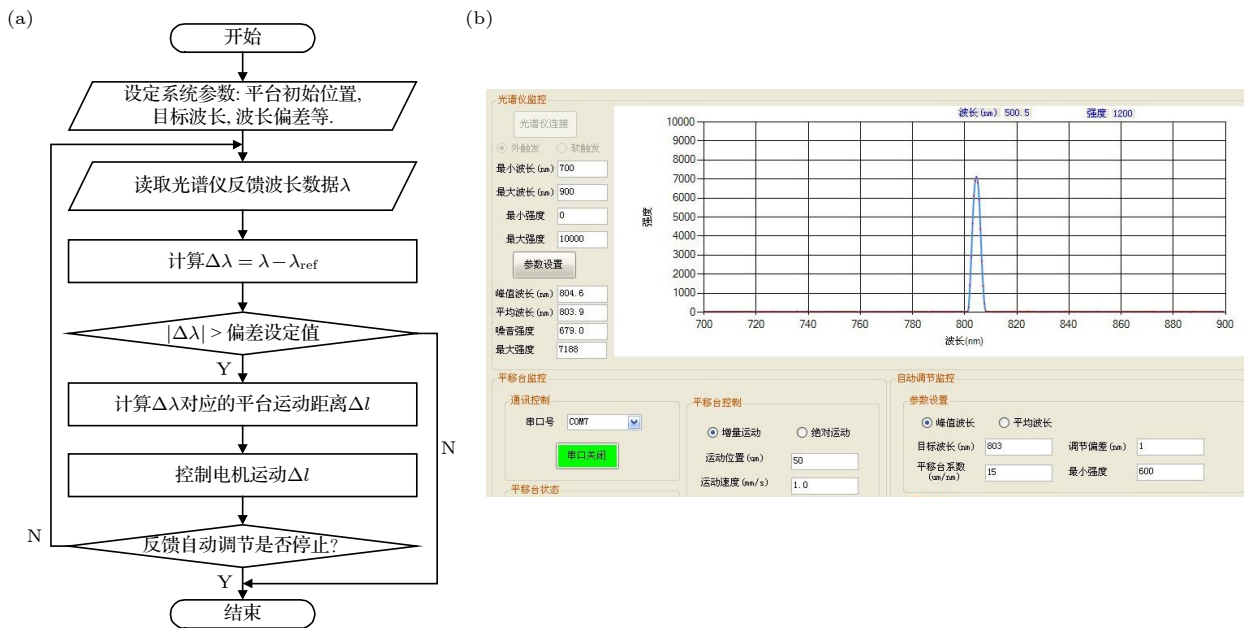 (a)
开始
设定系统参数: 平台初始位置,
目标波长, 波长偏差等.
读取光谱仪反馈波长数据λ
计算Δλ = λ − λref
|Δλ| > 偏差设定值
Y
N
计算Δλ对应的平台运动距离Δl
控制电机运动Δl
反馈自动调节是否停止?
N
Y
结束
(b)
光谱仪监控
光谱仪连接
外触发 软触发
最小波长(nm) 700
最大波长(nm) 900
最小强度 0
最大强度 10000
参数设置
峰值波长(nm) 804.6
平均波长(nm) 803.9
噪音强度 679.0
最大强度 7188
波长(nm) 500.5 强度 1200
10000
9000
8000
7000
6000
5000
4000
3000
2000
1000
0
强度
700 720 740 760 780 800 820 840 860 880 900
波长(nm)
平移台监控
通讯控制
串口号 COM7
串口关闭
平移台状态
平移台控制
增量运动 绝对运动
运动位置(um) 50
运动速度(mm/s) 1.0
自动调节监控
参数设置
峰值波长 平均波长
目标波长(nm) 803 调节偏差(nm) 1
平移台系数
(um/nm) 15 最小强度 600